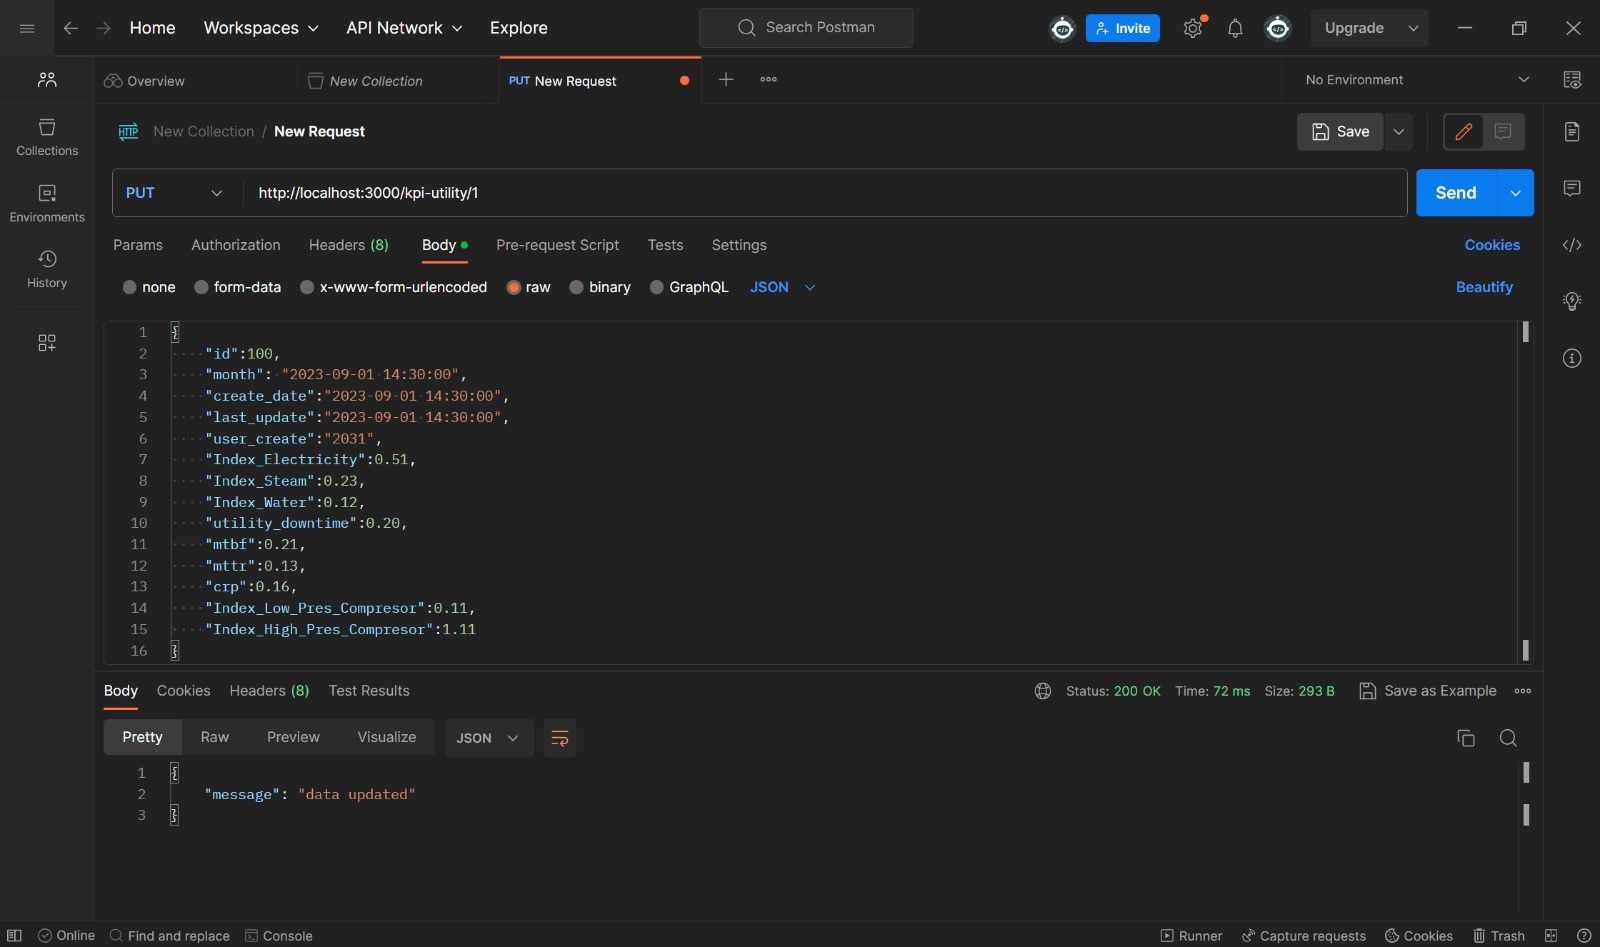 Home Workspaces API Network Explore Search Postman Invite Upgrade
Overview New Collection PUT New Request No Environment
HTTP New Collection / New Request Save
Collections
Environments
History
PUT http://localhost:3000/kpi-utility/1 Send
Params Authorization Headers (8) Body Pre-request Script Tests Settings Cookies
none form-data x-www-form-urlencoded raw binary GraphQL JSON Beautify
1 {
2 ····"id":100,
3 ····"month":·"2023-09-01·14:30:00",
4 ····"create_date":"2023-09-01·14:30:00",
5 ····"last_update":"2023-09-01·14:30:00",
6 ····"user_create":"2031",
7 ····"Index_Electricity":0.51,
8 ····"Index_Steam":0.23,
9 ····"Index_Water":0.12,
10 ····"utility_downtime":0.20,
11 ····"mtbf":0.21,
12 ····"mttr":0.13,
13 ····"crp":0.16,
14 ····"Index_Low_Pres_Compresor":0.11,
15 ····"Index_High_Pres_Compresor":1.11
16 }
Body Cookies Headers (8) Test Results Status: 200 OK Time: 72 ms Size: 293 B Save as Example
Pretty Raw Preview Visualize JSON
1 {
2 "message": "data updated"
3 }
Online Find and replace Console Runner Capture requests Cookies Trash